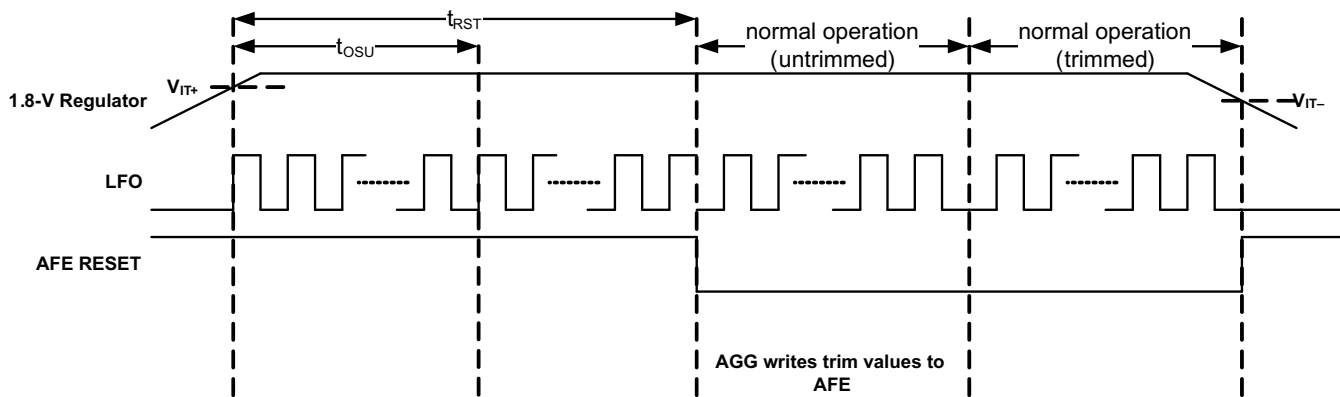 tRST
tOSU
normal operation
(untrimmed)
normal operation
(trimmed)
VIT+
1.8-V Regulator
VIT–
LFO
AFE RESET
AGG writes trim values to
AFE